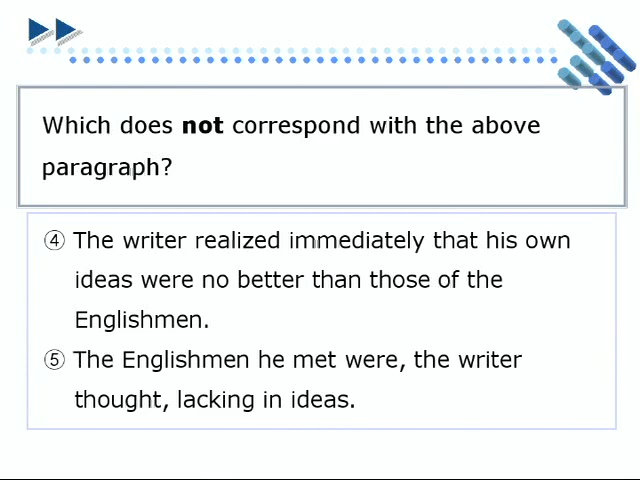 Which does not correspond with the above
paragraph?
④ The writer realized immediately that his own
ideas were no better than those of the
Englishmen.
⑤ The Englishmen he met were, the writer
thought, lacking in ideas.